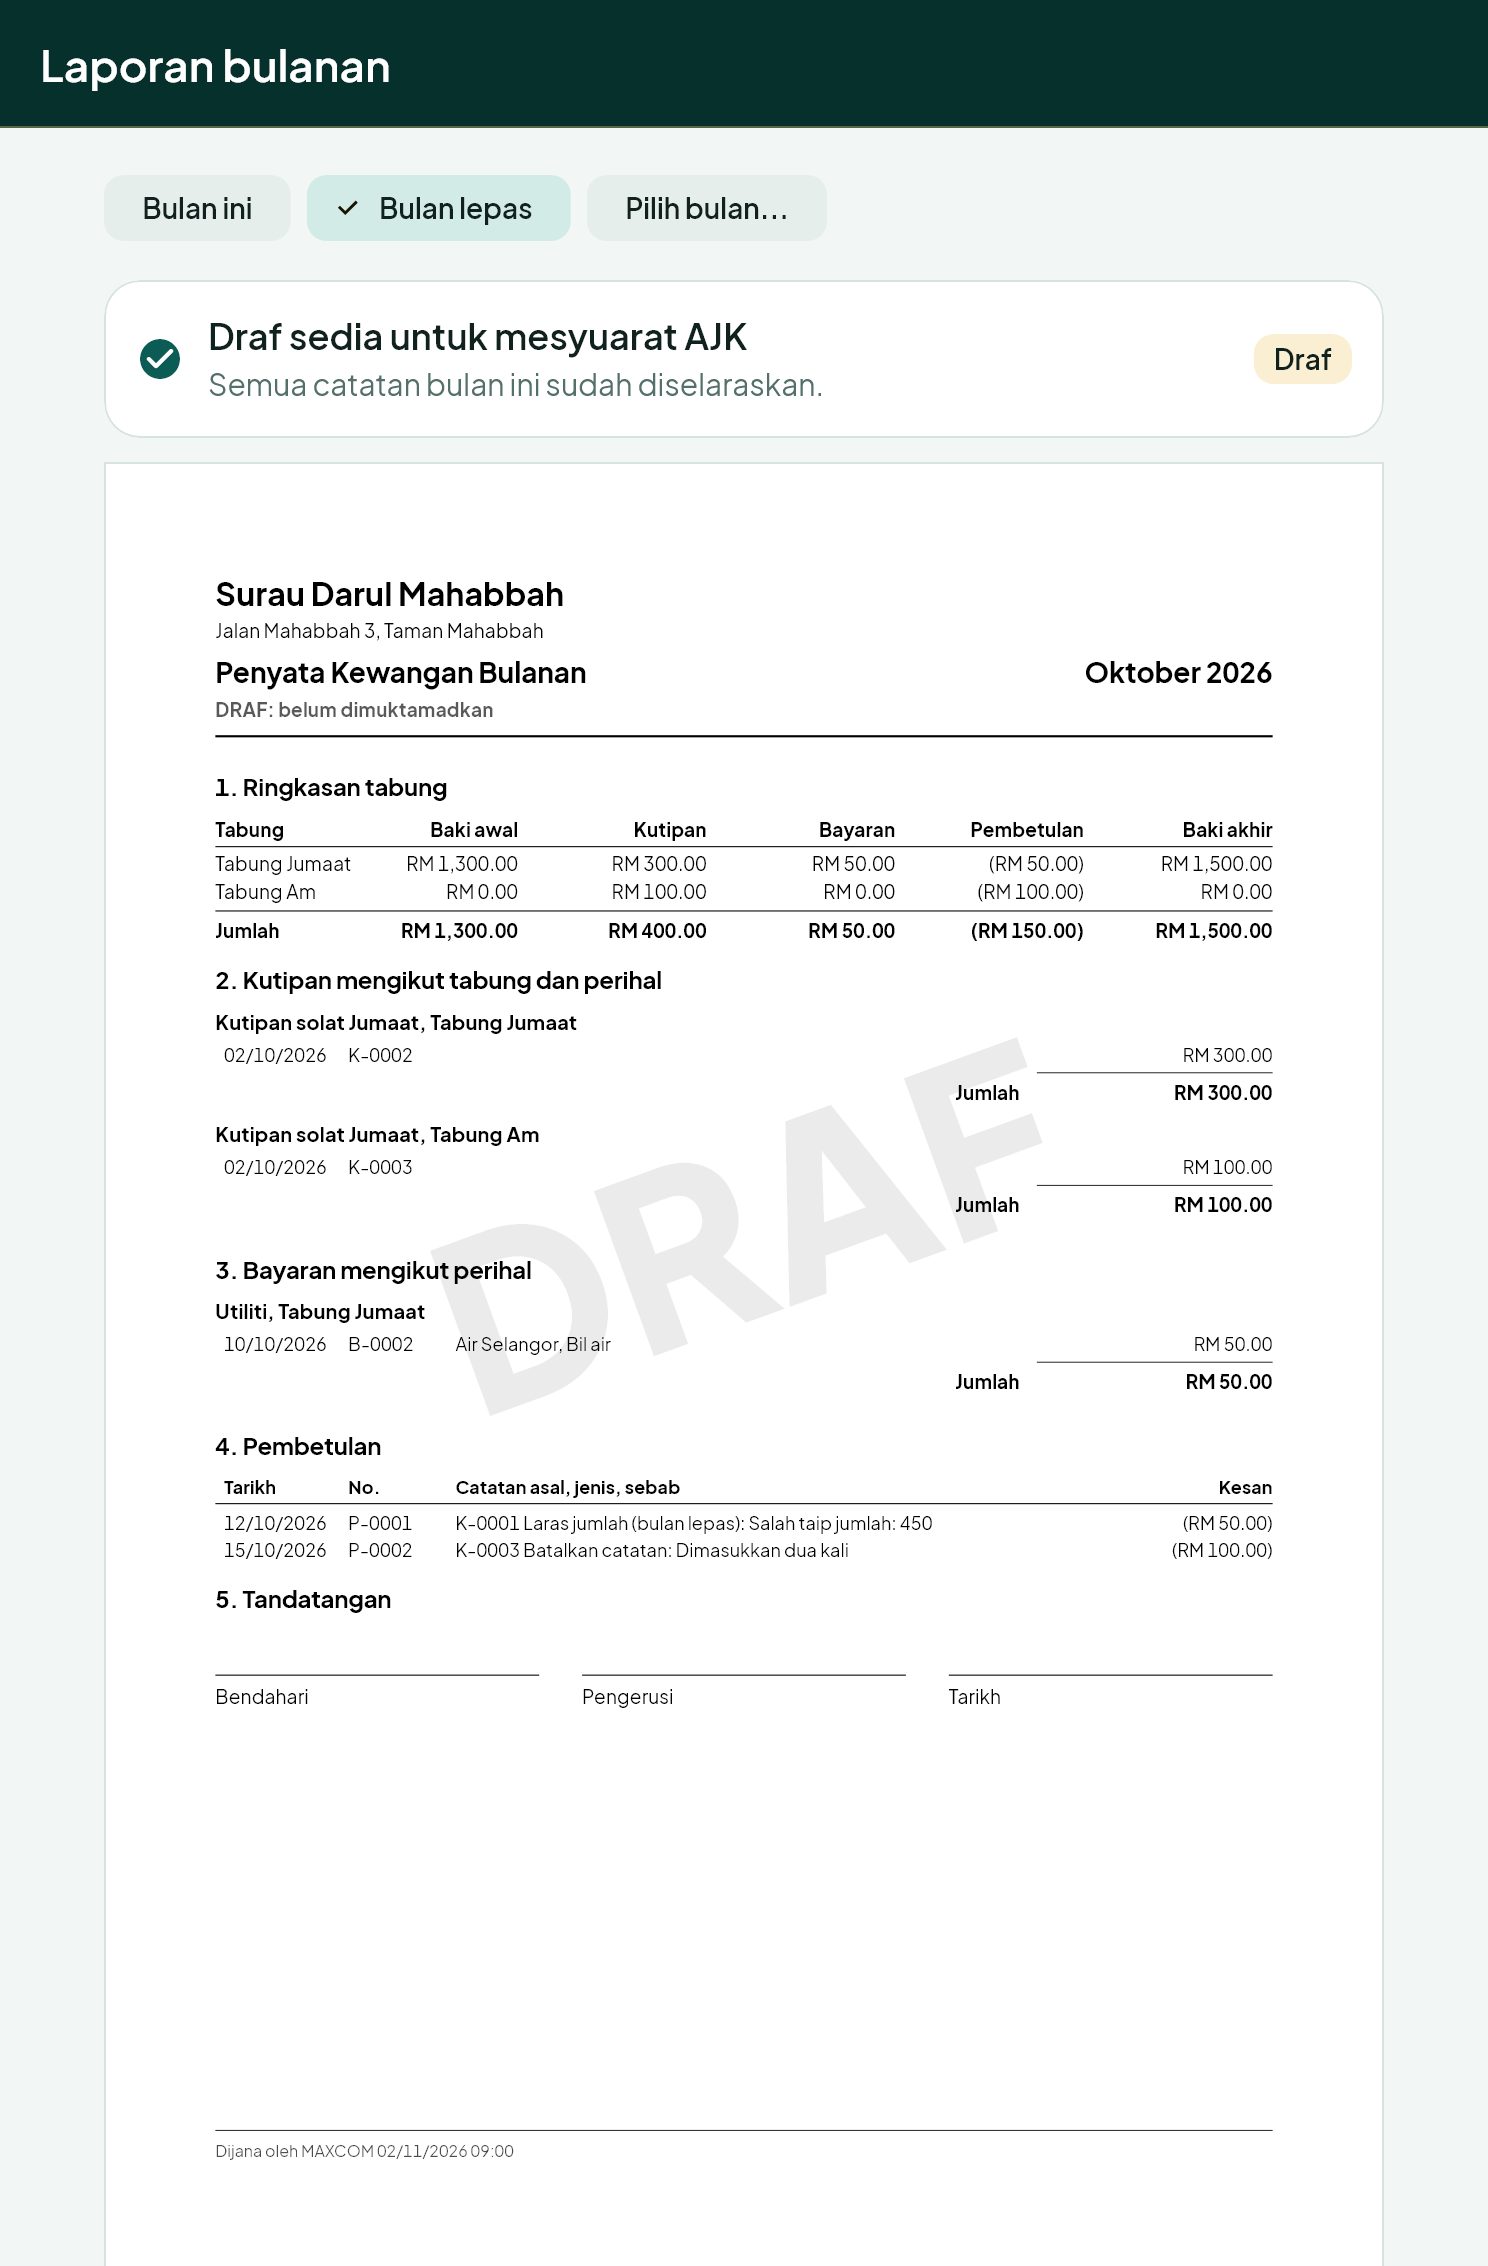 Laporan bulanan
Bulan ini Bulan lepas Pilih bulan...
Draf sedia untuk mesyuarat AJK
Semua catatan bulan ini sudah diselaraskan.
Draf
Surau Darul Mahabbah
Jalan Mahabbah 3, Taman Mahabbah
Penyata Kewangan Bulanan Oktober 2026
DRAF: belum dimuktamadkan
1. Ringkasan tabung
Tabung Baki awal Kutipan Bayaran Pembetulan Baki akhir
Tabung Jumaat RM 1,300.00 RM 300.00 RM 50.00 (RM 50.00) RM 1,500.00
Tabung Am RM 0.00 RM 100.00 RM 0.00 (RM 100.00) RM 0.00
Jumlah RM 1,300.00 RM 400.00 RM 50.00 (RM 150.00) RM 1,500.00
2. Kutipan mengikut tabung dan perihal
Kutipan solat Jumaat, Tabung Jumaat
02/10/2026 K-0002 RM 300.00
Jumlah RM 300.00
Kutipan solat Jumaat, Tabung Am
02/10/2026 K-0003 RM 100.00
Jumlah RM 100.00
DRAF
3. Bayaran mengikut perihal
Utiliti, Tabung Jumaat
10/10/2026 B-0002 Air Selangor, Bil air RM 50.00
Jumlah RM 50.00
4. Pembetulan
Tarikh No. Catatan asal, jenis, sebab Kesan
12/10/2026 P-0001 K-0001 Laras jumlah (bulan lepas): Salah taip jumlah: 450 (RM 50.00)
15/10/2026 P-0002 K-0003 Batalkan catatan: Dimasukkan dua kali (RM 100.00)
5. Tandatangan
Bendahari Pengerusi Tarikh
Dijana oleh MAXCOM 02/11/2026 09:00